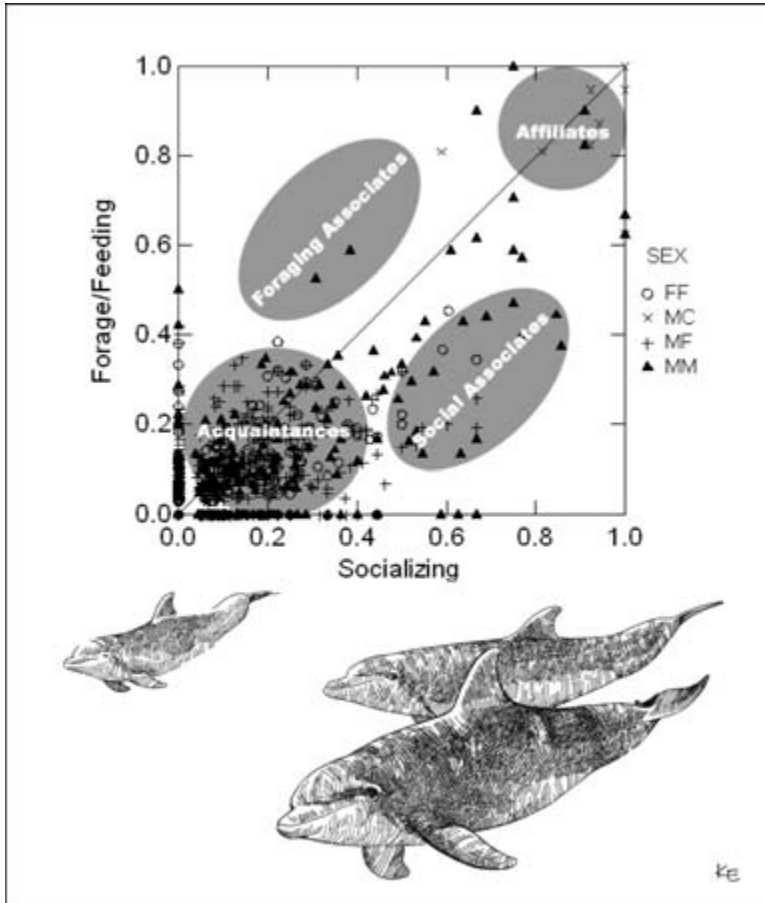 1.0
0.8
0.6
0.4
0.2
0.0
Forage/Feeding
Affiliates
Foraging Associates
Social Associates
Acquaintances
0.0 0.2 0.4 0.6 0.8 1.0
Socializing
SEX
FF
MC
MF
MM
KE